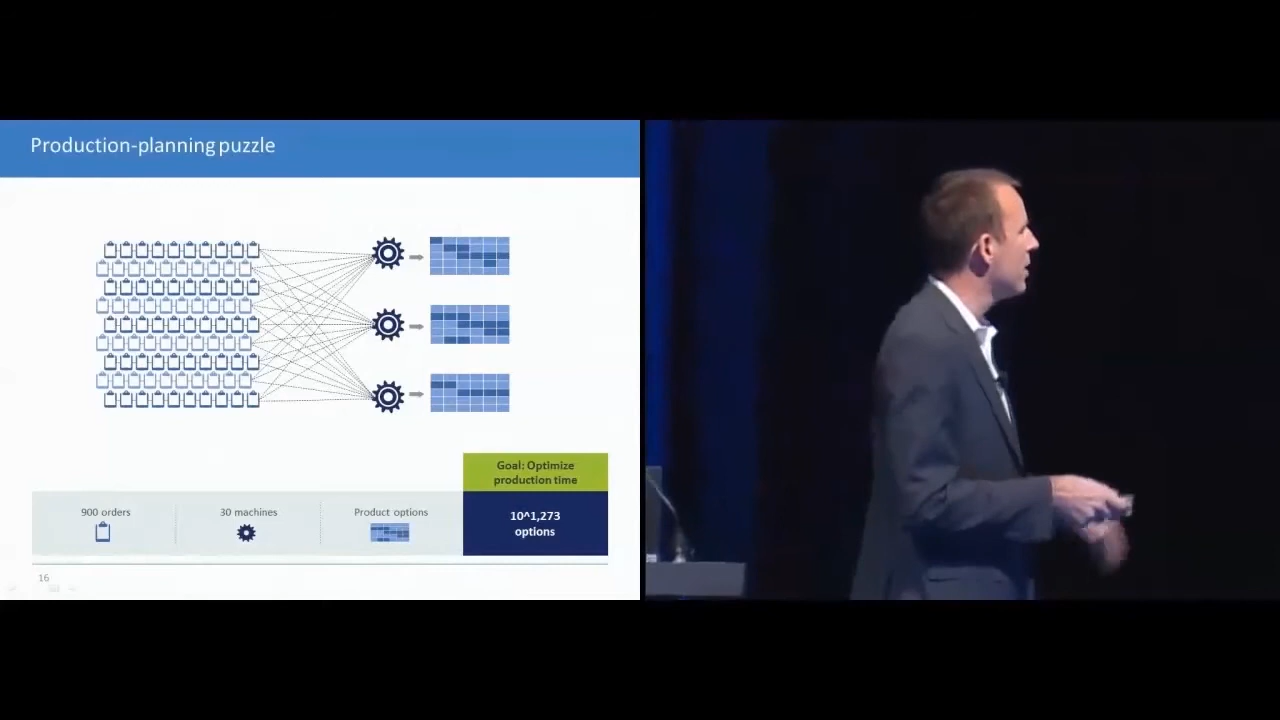 Production-planning puzzle
Goal: Optimize
production time
900 orders
30 machines
Product options
10^1,273
options
16